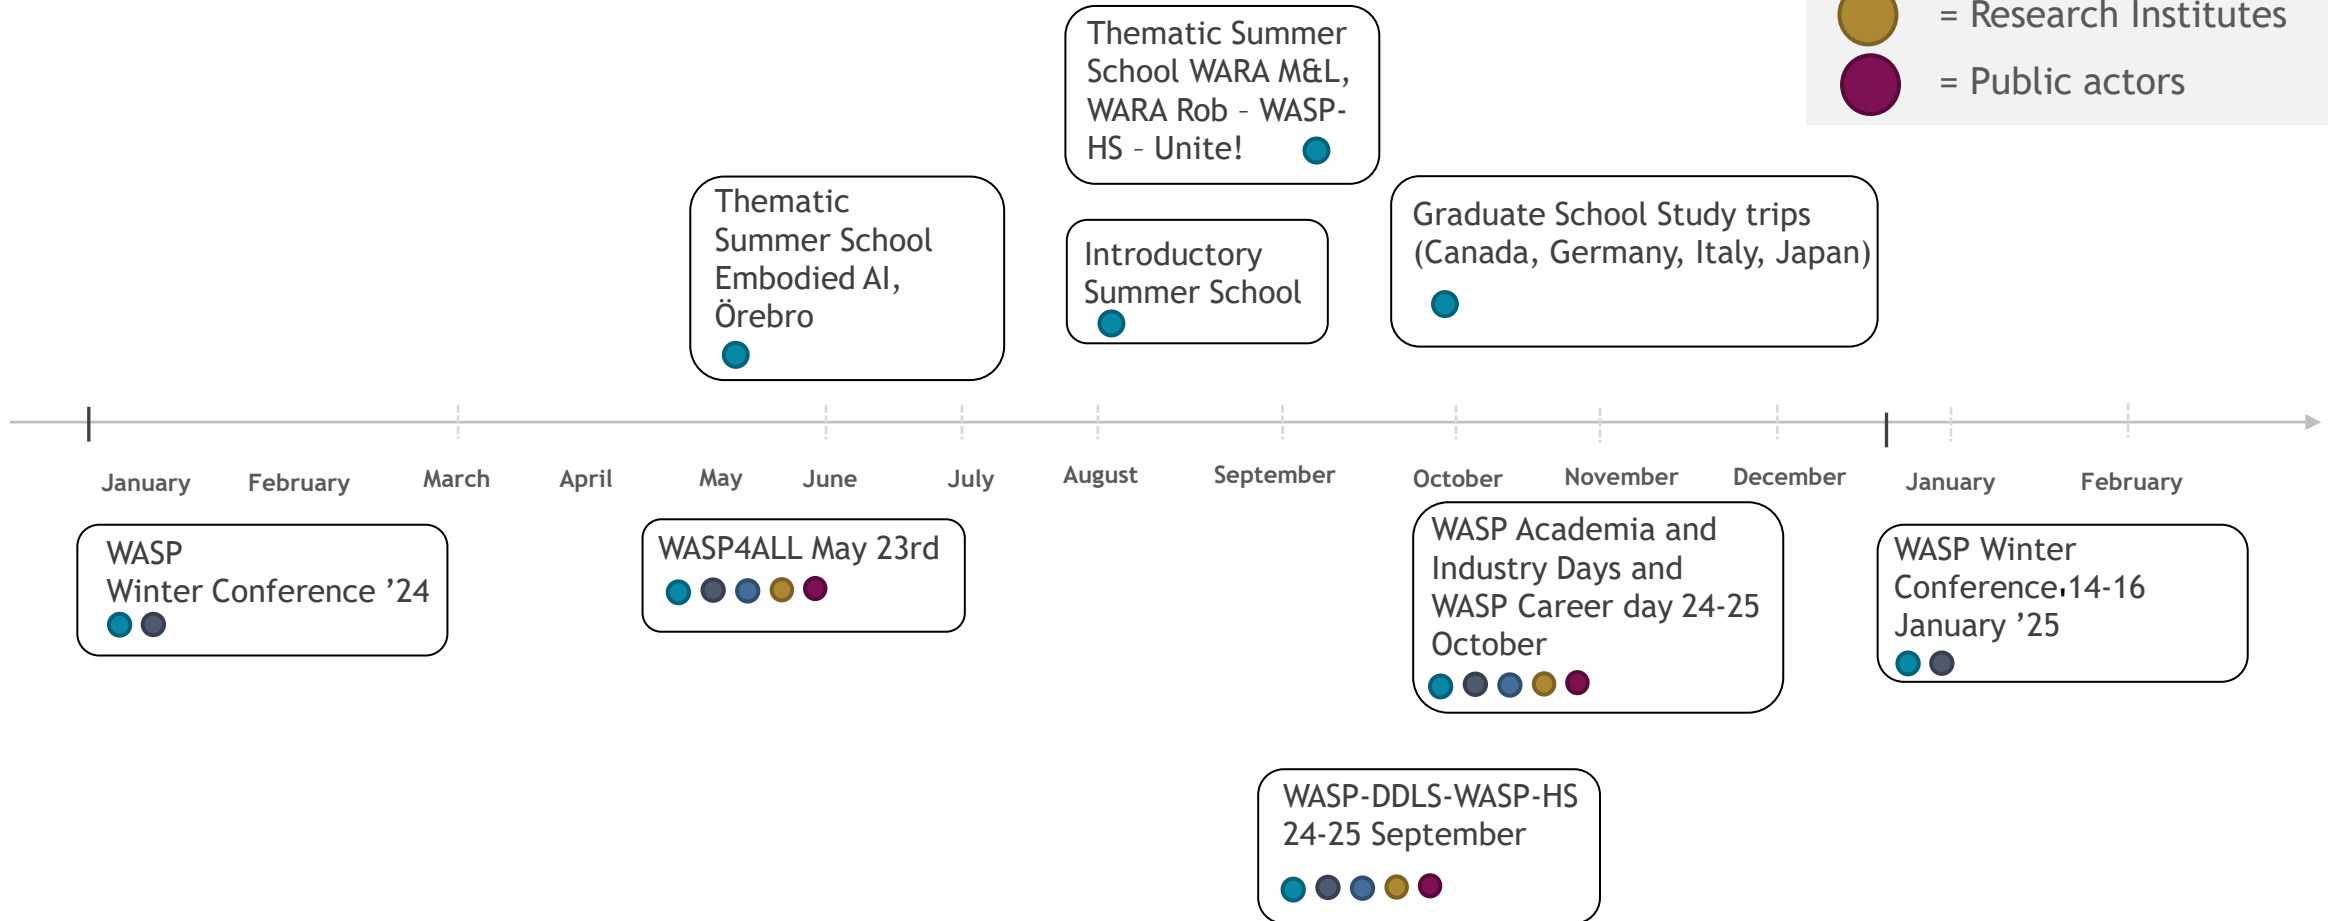 = Research Institutes
= Public actors
Thematic Summer
School WARA M&L,
WARA Rob – WASP-
HS – Unite!
Thematic
Summer School
Embodied AI,
Örebro
Introductory
Summer School
Graduate School Study trips
(Canada, Germany, Italy, Japan)
January
February
March
April
May
June
July
August
September
October
November
December
January
February
WASP
Winter Conference ’24
WASP4ALL May 23rd
WASP Academia and
Industry Days and
WASP Career day 24-25
October
WASP Winter
Conference,14-16
January ’25
WASP-DDLS-WASP-HS
24-25 September